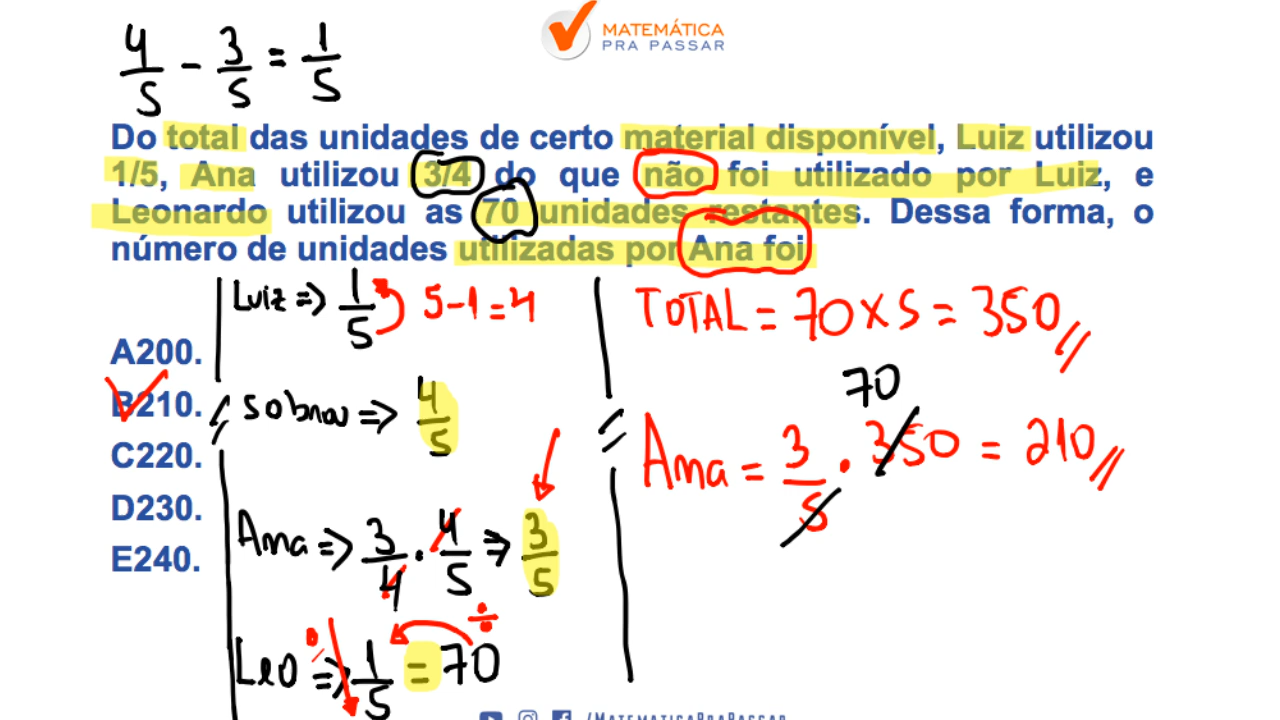 4/5 - 3/5 = 1/5
MATEMÁTICA
PRA PASSAR
Do total das unidades de certo material disponível, Luiz utilizou
1/5, Ana utilizou 3/4 do que não foi utilizado por Luiz, e
Leonardo utilizou as 70 unidades restantes. Dessa forma, o
número de unidades utilizadas por Ana foi
A200.
B210.
C220.
D230.
E240.
Luiz => 1/5 5-1=4
sobrou => 4/5
Ana => 3/4 . 4/5 => 3/5
Leo => 1/5 = 70 ÷
TOTAL = 70 x 5 = 350//
70
Ana = 3/5 . 350 = 210//
/MATEMATICAPRAPASSAR